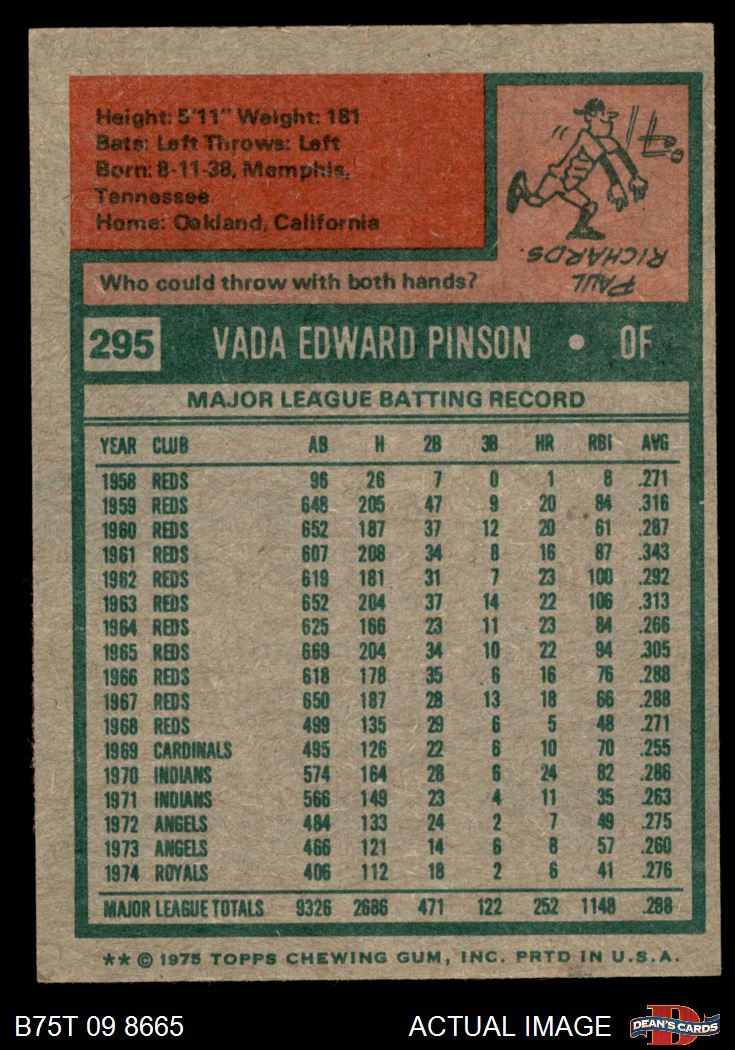 Height: 5'11" Weight: 181
Bats: Left Throws: Left
Born: 8-11-38, Memphis,
Tennessee
Home: Oakland, California
Who could throw with both hands?
PAUL
RICHARDS.
295 VADA EDWARD PINSON • OF
MAJOR LEAGUE BATTING RECORD
YEAR CLUB AB H 2B 3B HR RBI AVG
1958 REDS 96 26 7 0 1 8 .271
1959 REDS 648 205 47 9 20 84 .316
1960 REDS 652 187 37 12 20 61 .287
1961 REDS 607 208 34 8 16 87 .343
1962 REDS 619 181 31 7 23 100 .292
1963 REDS 652 204 37 14 22 106 .313
1964 REDS 625 166 23 11 23 84 .266
1965 REDS 669 204 34 10 22 94 .305
1966 REDS 618 178 35 6 16 76 .288
1967 REDS 650 187 28 13 18 66 .288
1968 REDS 499 135 29 6 5 48 .271
1969 CARDINALS 495 126 22 6 10 70 .255
1970 INDIANS 574 164 28 6 24 82 .286
1971 INDIANS 566 149 23 4 11 35 .263
1972 ANGELS 484 133 24 2 7 49 .275
1973 ANGELS 466 121 14 6 8 57 .260
1974 ROYALS 406 112 18 2 6 41 .276
MAJOR LEAGUE TOTALS 9326 2686 471 122 252 1148 .288
** © 1975 TOPPS CHEWING GUM, INC. PRTD IN U.S.A.
B75T 09 8665 ACTUAL IMAGE DEAN'S CARDS